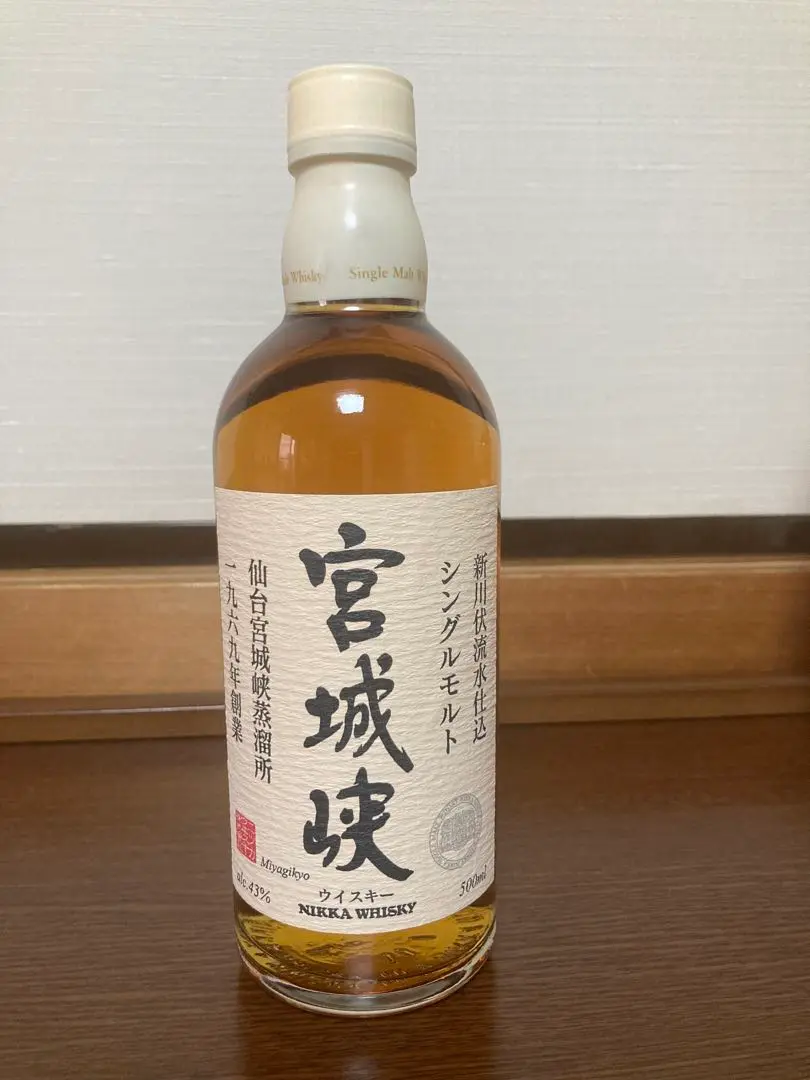 Single Malt
Whisky
新川伏流水仕込
シングルモルト
宮城峡
仙台宮城峡蒸溜所
一九六九年創業
Miyagikyo
alc.43%
500ml
ウイスキー
NIKKA WHISKY